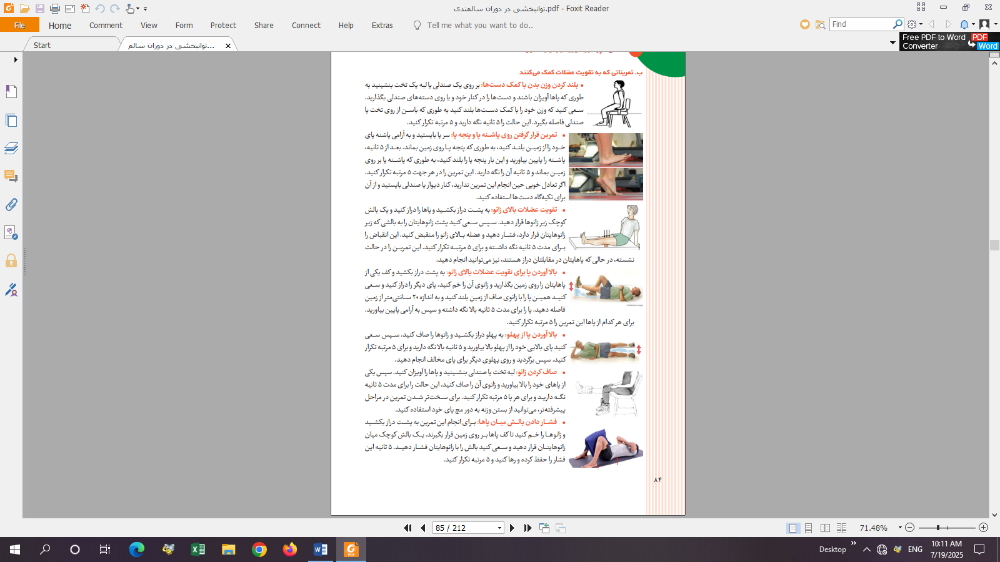 توانبخشی در دوران سالمندی.pdf - Foxit Reader
File Home Comment View Form Protect Share Connect Help Extras Tell me what you want to do.. Find
Start توانبخشی در دوران سالم...
Free PDF to Word Converter PDF Word
ب. تمریناتی که به تقویت عضلات کمک می‌کنند
• بلند کردن وزن بدن با کمک دست‌ها: بر روی یک صندلی یا لبه یک تخت بنشینید به
طوری که پاها آویزان باشند و دست‌ها را در کنار خود و یا روی دسته‌های صندلی بگذارید.
سعی کنید که وزن خود را با کمک دست‌ها بلند کنید به طوری که باسن از روی تخت یا
صندلی فاصله بگیرد. این حالت را ۵ ثانیه نگه دارید و ۵ مرتبه تکرار کنید.
• تمرین قرار گرفتن روی پاشنه پا و پنجه پا: سر پا بایستید و به آرامی پاشنه پای
خود را از زمین بلند کنید، به طوری که پنجه پا روی زمین بماند. بعد از ۵ ثانیه،
پاشنه را پایین بیاورید و این بار پنجه پا را بلند کنید، به طوری که پاشنه پا بر روی
زمین بماند و ۵ ثانیه آن را نگه دارید. این تمرین را در هر جهت ۵ مرتبه تکرار کنید.
اگر تعادل خوبی حین انجام این تمرین ندارید، کنار دیوار یا صندلی بایستید و از آن
برای تکیه‌گاه دست‌ها استفاده کنید.
• تقویت عضلات بالای زانو: به پشت دراز بکشید و پاها را دراز کنید و یک بالش
کوچک زیر زانوها قرار دهید. سپس سعی کنید پشت زانوهایتان را به بالشی که زیر
زانوهایتان قرار دارد، فشار دهید و عضله بالای زانو را منقبض کنید. این انقباض را
برای مدت ۵ ثانیه نگه داشته و برای ۵ مرتبه تکرار کنید. این تمرین را در حالت
نشسته، در حالی که پاهایتان در مقابلتان دراز هستند، نیز می‌توانید انجام دهید.
• بالا آوردن پا برای تقویت عضلات بالای زانو: به پشت دراز بکشید و کف یکی از
پاهایتان را روی زمین بگذارید و زانوی آن را خم کنید. پای دیگر را دراز کنید و سعی
کنید همین پا را با زانوی صاف از زمین بلند کنید و به اندازه ۲۰ سانتی‌متر از زمین
فاصله دهید. پا را برای مدت ۵ ثانیه بالا نگه داشته و سپس به آرامی پایین بیاورید.
برای هر کدام از پاها این تمرین را ۵ مرتبه تکرار کنید.
• بالا آوردن پا از پهلو: به پهلو دراز بکشید و زانوها را صاف کنید. سپس سعی
کنید پای بالایی خود را از پهلو بالا بیاورید و ۵ ثانیه بالا نگه دارید و برای ۵ مرتبه تکرار
کنید. سپس برگردید و روی پهلوی دیگر برای پای مخالف انجام دهید.
• صاف کردن زانو: لبه تخت یا صندلی بنشینید و پاها را آویزان کنید. سپس یکی
از پاهای خود را بالا بیاورید و زانوی آن را صاف کنید. این حالت را برای مدت ۵ ثانیه
نگه دارید و برای هر پا ۵ مرتبه تکرار کنید. برای سخت‌تر شدن تمرین در مراحل
پیشرفته‌تر، می‌توانید از بستن وزنه به دور مچ پای خود استفاده کنید.
• فشار دادن بالش میان پاها: برای انجام این تمرین به پشت دراز بکشید
و زانوها را خم کنید تا کف پاها بر روی زمین قرار بگیرند. یک بالش کوچک میان
زانوهایتان قرار دهید و سعی کنید بالش را با زانوهایتان فشار دهید. ۵ ثانیه این
فشار را حفظ کرده و رها کنید و ۵ مرتبه تکرار کنید.
۸۴
85 / 212 71.48%
Desktop ENG 10:11 AM
7/19/2025